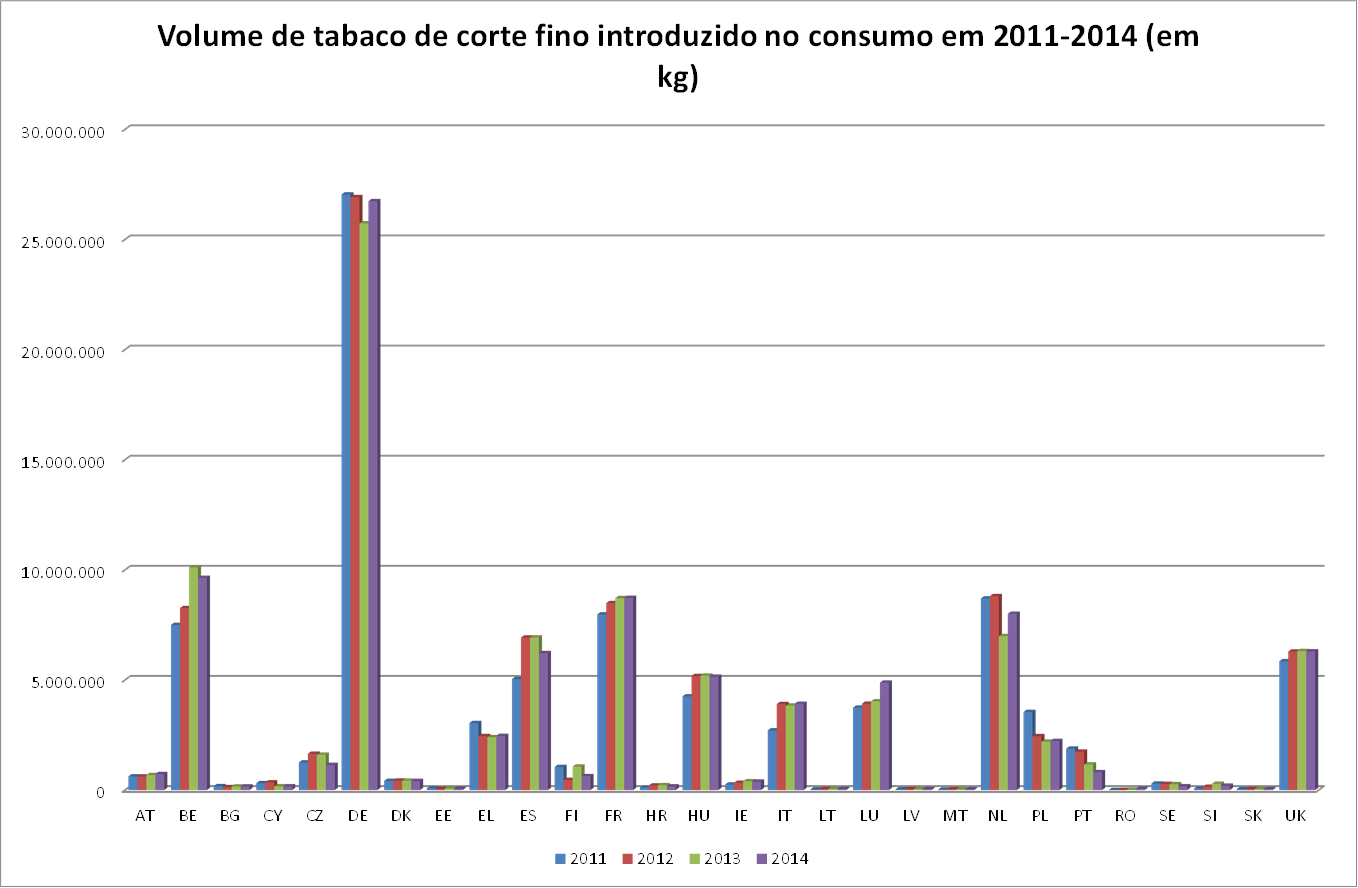 Volume de tabaco de corte fino introduzido no consumo em 2011-2014 (em
kg)
30.000.000
25.000.000
20.000.000
15.000.000
10.000.000
5.000.000
0
AT BE BG CY CZ DE DK EE EL ES FI FR HR HU IE IT LT LU LV MT NL PL PT RO SE SI SK UK
2011 2012 2013 2014